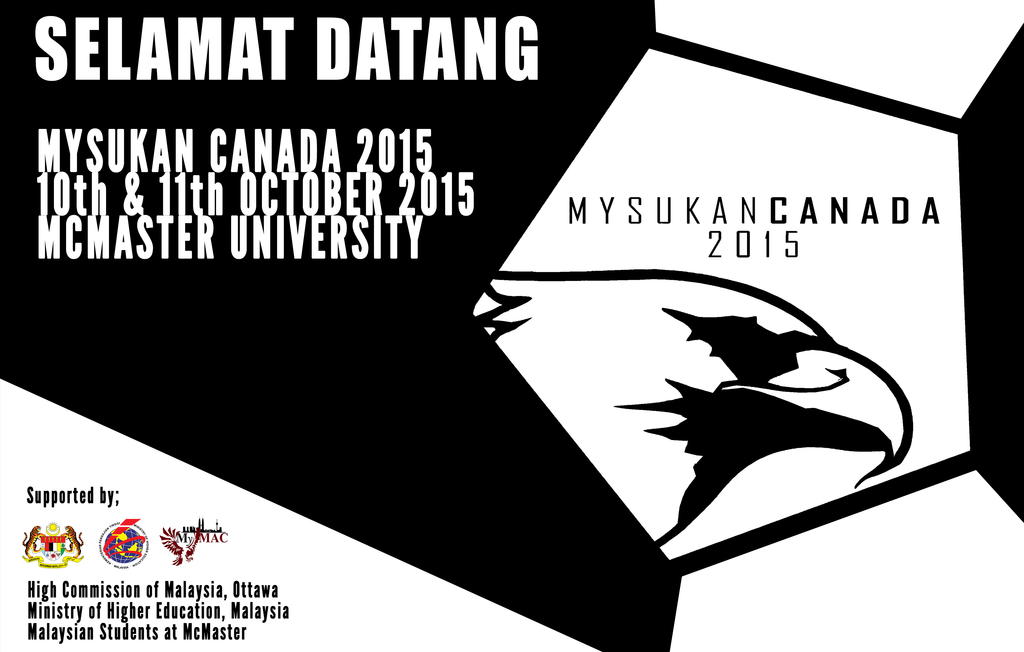 SELAMAT DATANG
MYSUKAN CANADA 2015
10th & 11th OCTOBER 2015
MCMASTER UNIVERSITY
MYSUKANCANADA
2015
Supported by;
MyMAC
High Commission of Malaysia, Ottawa
Ministry of Higher Education, Malaysia
Malaysian Students at McMaster